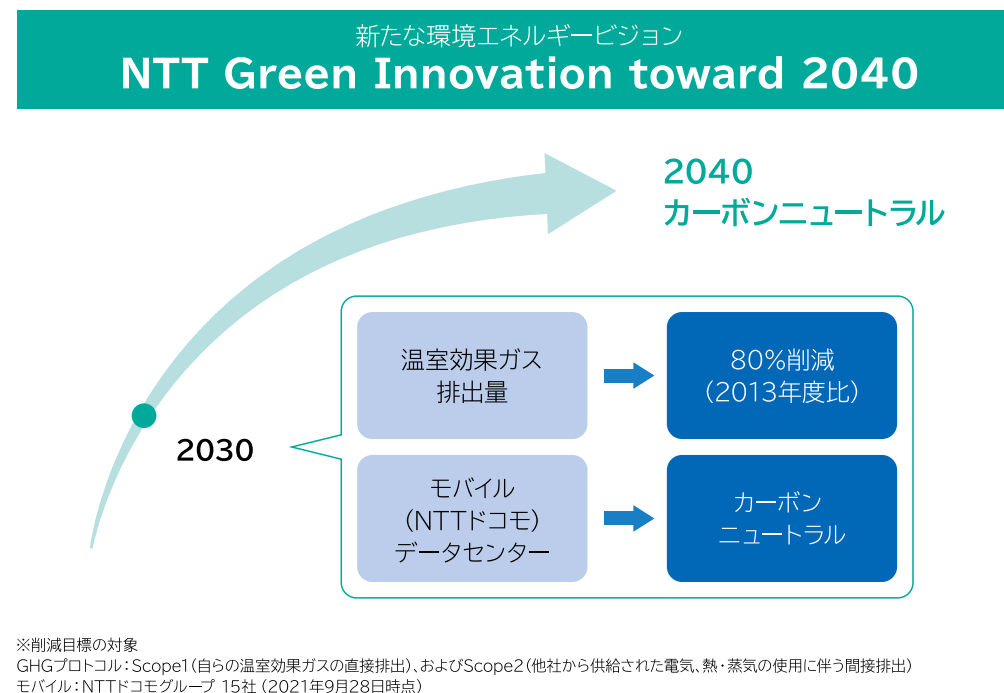 新たな環境エネルギービジョン
NTT Green Innovation toward 2040
2040
カーボンニュートラル
2030
温室効果ガス
排出量
80%削減
(2013年度比)
モバイル
(NTTドコモ)
データセンター
カーボン
ニュートラル
※削減目標の対象
GHGプロトコル:Scope1(自らの温室効果ガスの直接排出)、およびScope2(他社から供給された電気、熱・蒸気の使用に伴う間接排出)
モバイル:NTTドコモグループ 15社 (2021年9月28日時点)